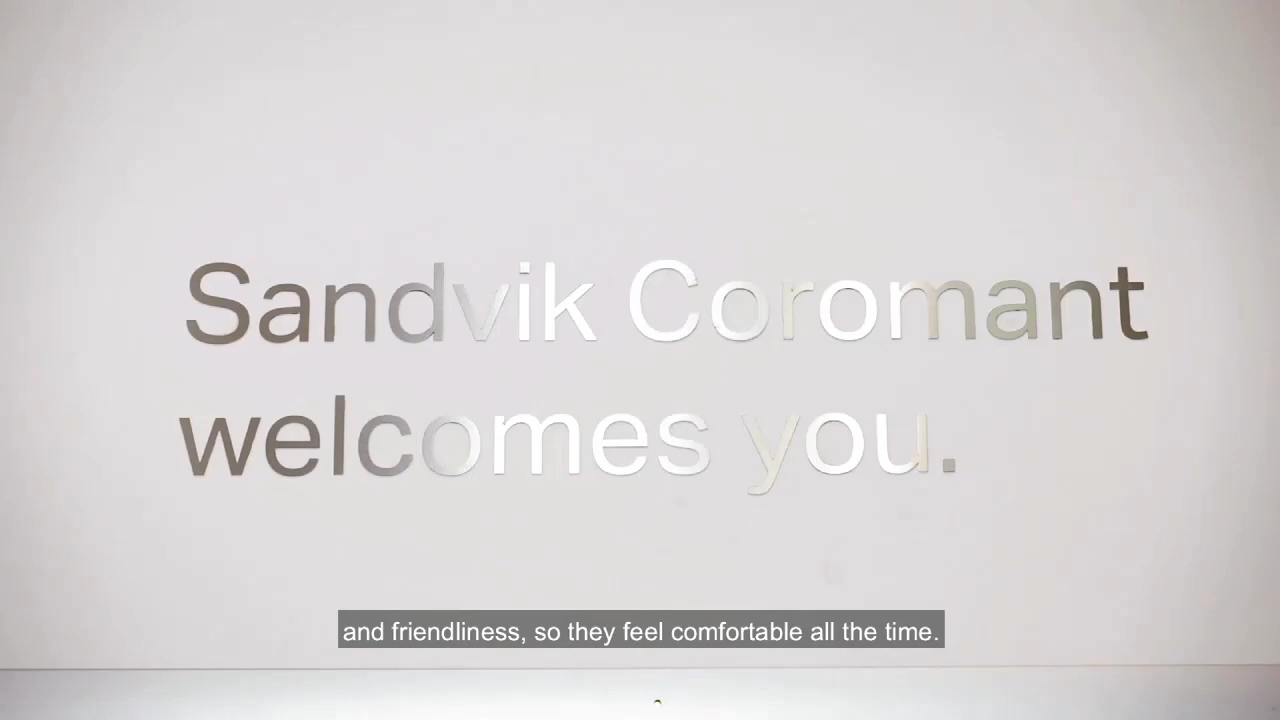 Sandvik Coromant
welcomes you.
and friendliness, so they feel comfortable all the time.